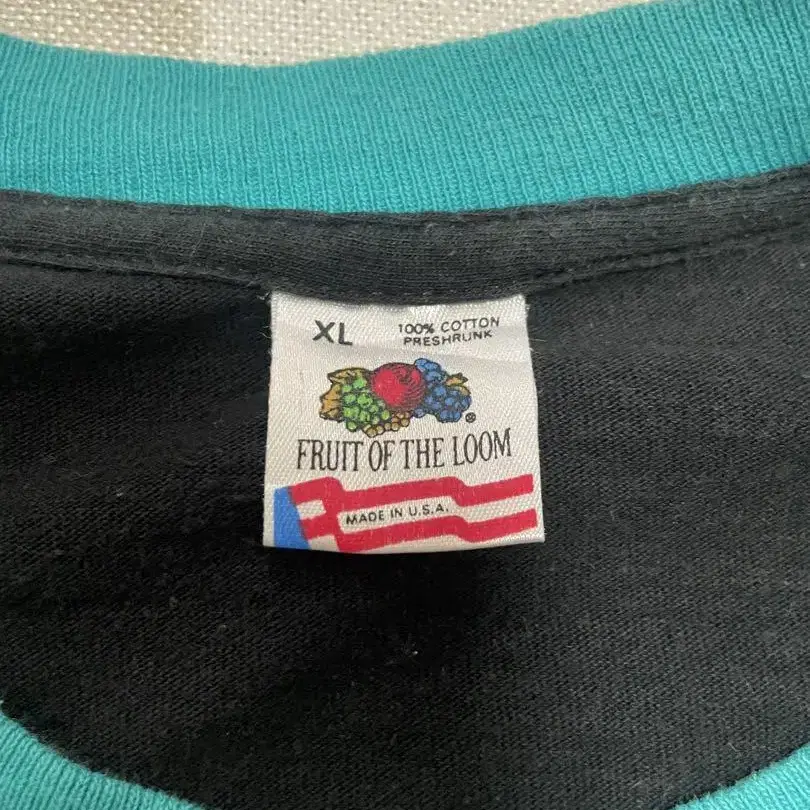 XL
100% COTTON
PRESHRUNK
®
FRUIT OF THE LOOM
MADE IN U.S.A.